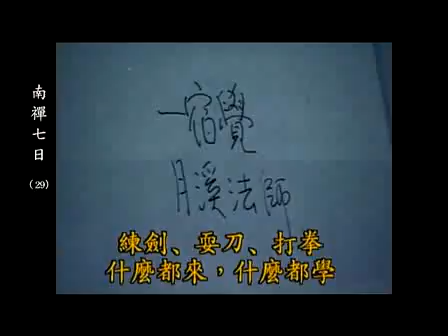 南禪七日
(29)
一宿覺
月溪法師
練劍、耍刀、打拳
什麼都來，什麼都學